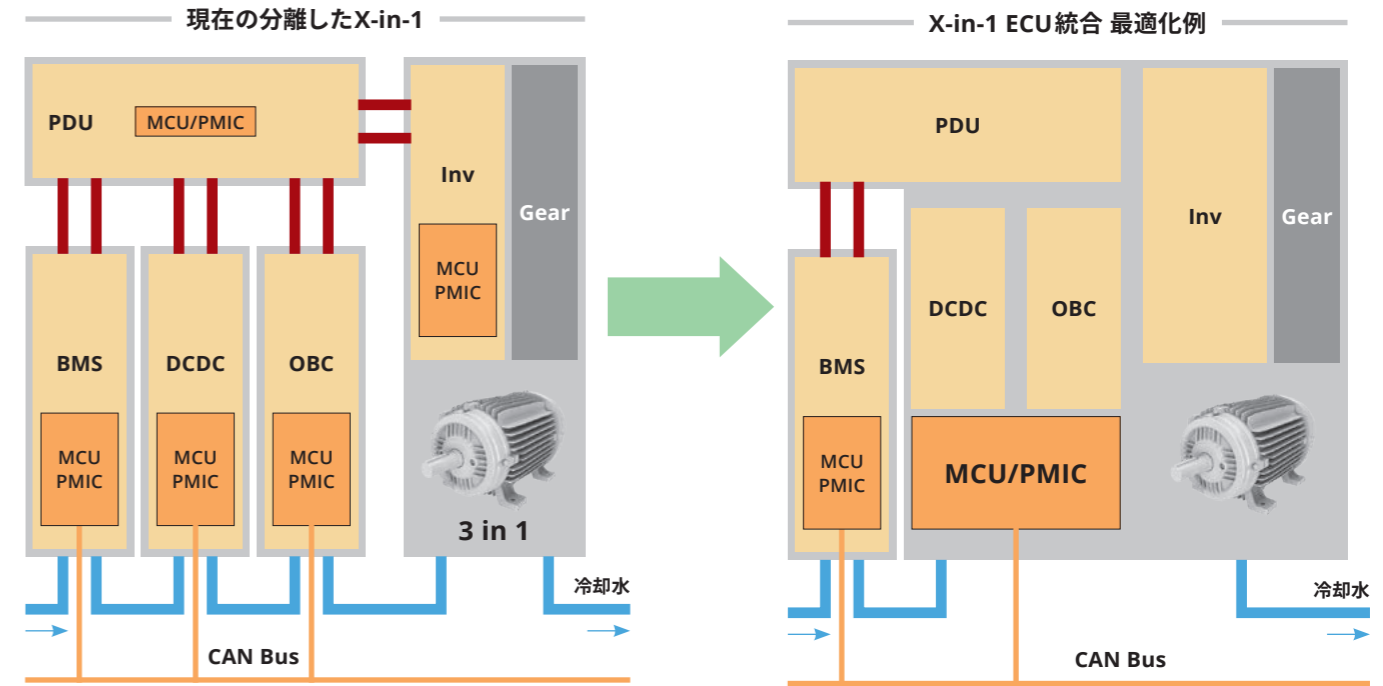 現在の分離したX-in-1
PDU
MCU/PMIC
Inv
Gear
MCU
PMIC
BMS
DCDC
OBC
MCU
PMIC
MCU
PMIC
MCU
PMIC
3 in 1
冷却水
CAN Bus
X-in-1 ECU統合 最適化例
PDU
Inv
Gear
DCDC
OBC
BMS
MCU
PMIC
MCU/PMIC
冷却水
CAN Bus